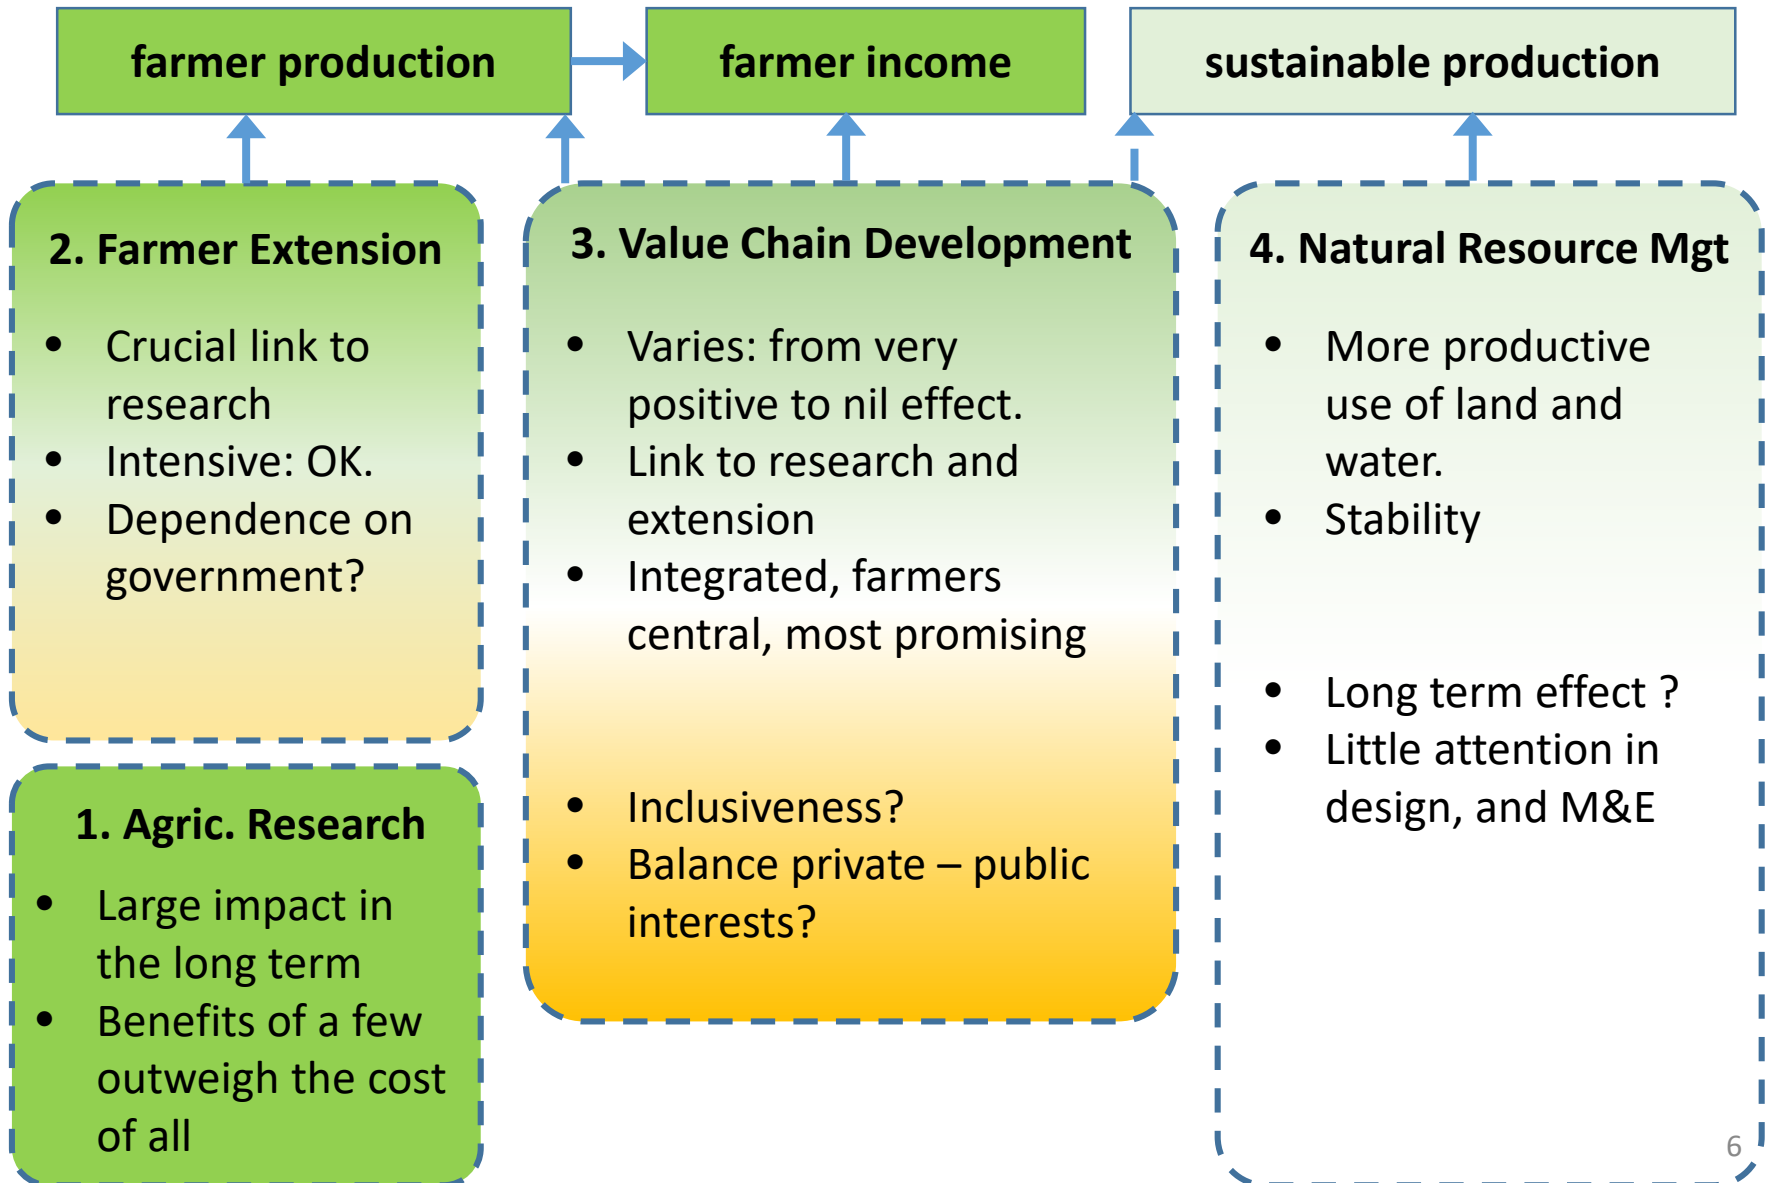 farmer production
farmer income
sustainable production
2. Farmer Extension
• Crucial link to
research
• Intensive: OK.
• Dependence on
government?
1. Agric. Research
• Large impact in
the long term
• Benefits of a few
outweigh the cost
of all
3. Value Chain Development
• Varies: from very
positive to nil effect.
• Link to research and
extension
• Integrated, farmers
central, most promising
• Inclusiveness?
• Balance private – public
interests?
4. Natural Resource Mgt
• More productive
use of land and
water.
• Stability
• Long term effect ?
• Little attention in
design, and M&E
6